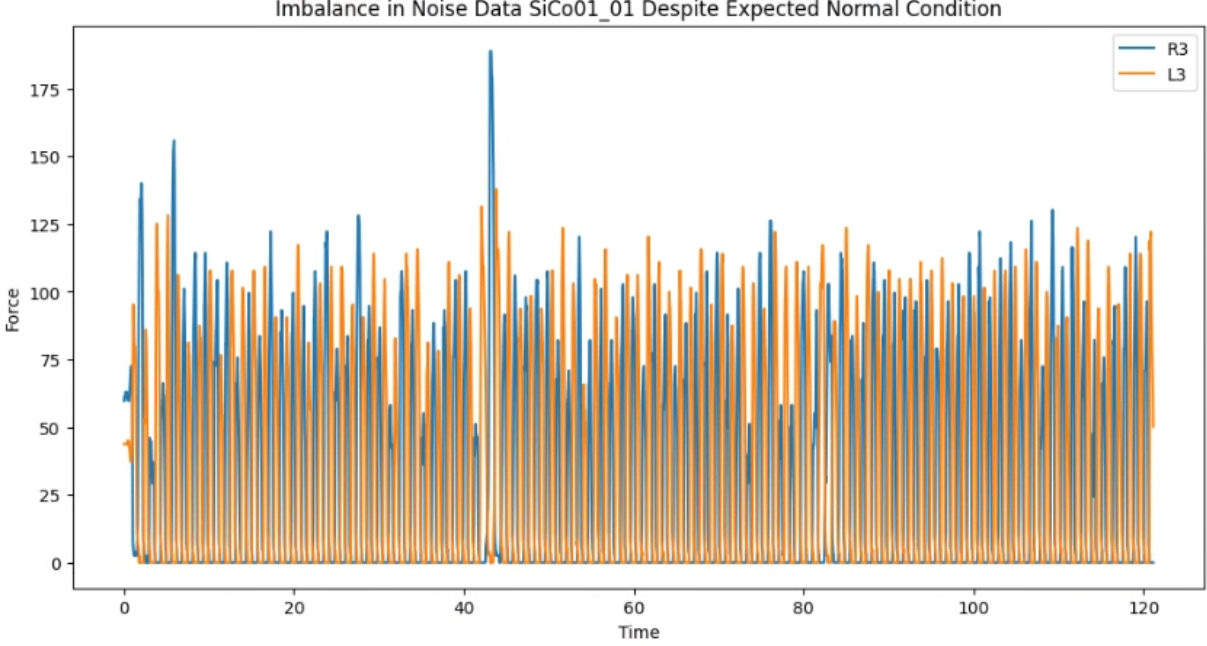 Imbalance in Noise Data SiCo01_01 Despite Expected Normal Condition
R3
L3
175
150
125
100
75
50
25
0
Force
0 20 40 60 80 100 120
Time